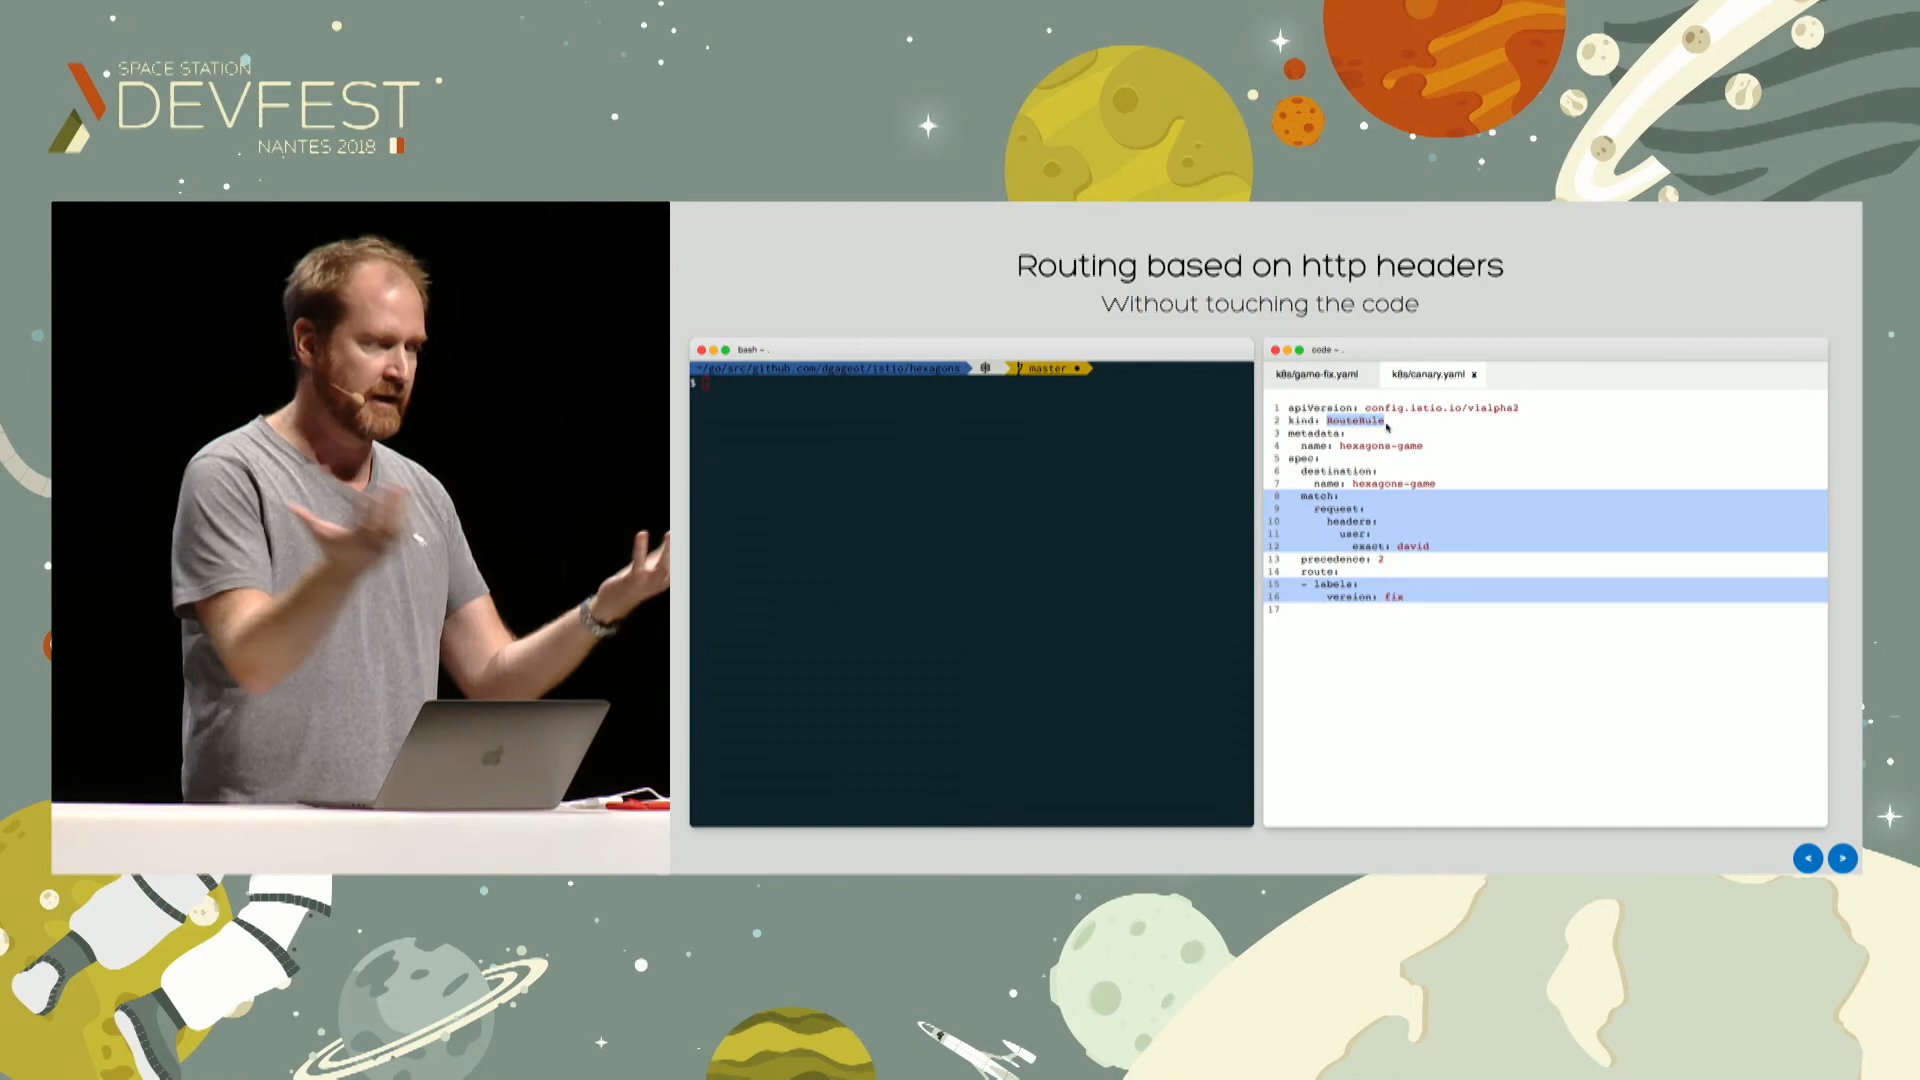 SPACE STATION
DEVFEST
NANTES 2018
Routing based on http headers
Without touching the code
bash - .
~/go/src/github.com/dgageot/istio/hexagons master
$
code - .
k8s/game-fix.yaml k8s/canary.yaml x
1 apiVersion: config.istio.io/v1alpha2
2 kind: RouteRule
3 metadata:
4 name: hexagons-game
5 spec:
6 destination:
7 name: hexagons-game
8 match:
9 request:
10 headers:
11 user:
12 exact: david
13 precedence: 2
14 route:
15 - labels:
16 version: fix
17